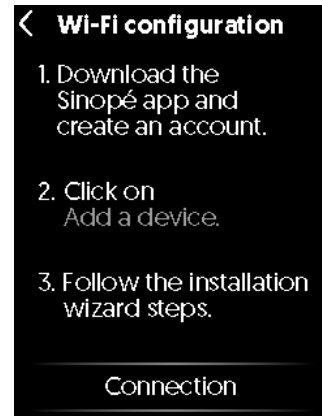 Wi-Fi configuration
1. Download the
Sinopé app and
create an account.
2. Click on
Add a device.
3. Follow the installation
wizard steps.
Connection